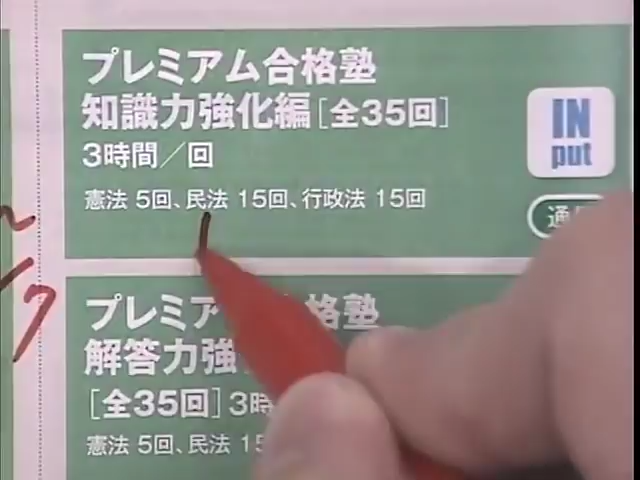 プレミアム合格塾
知識力強化編[全35回]
3時間／回
憲法 5回、民法 15回、行政法 15回
IN
put
通
プレミア 格塾
解答力強
[全35回]3時
憲法 5回、民法 15